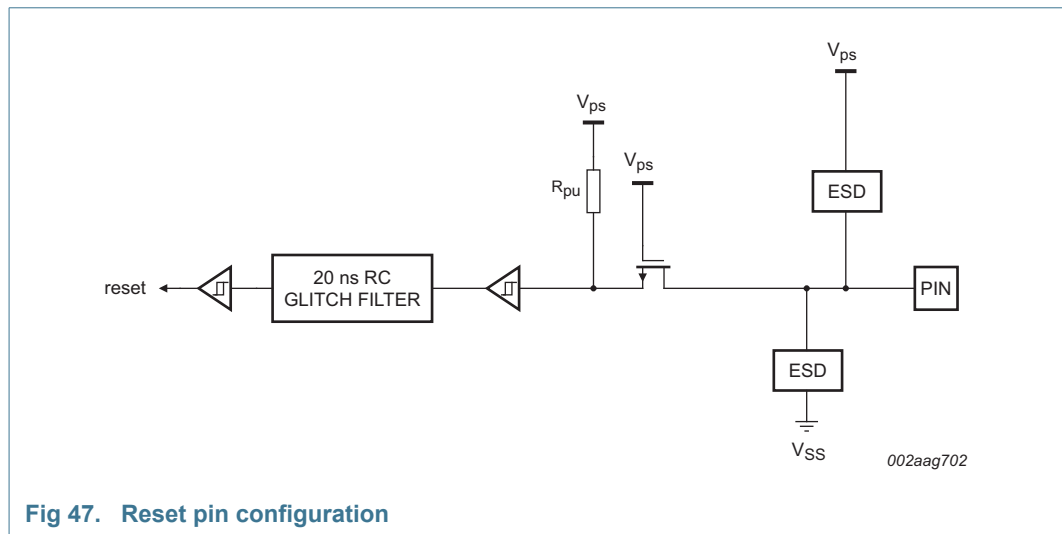 Vps
Vps
Rpu
Vps
ESD
reset
20 ns RC
GLITCH FILTER
PIN
ESD
VSS
002aag702
Fig 47. Reset pin configuration